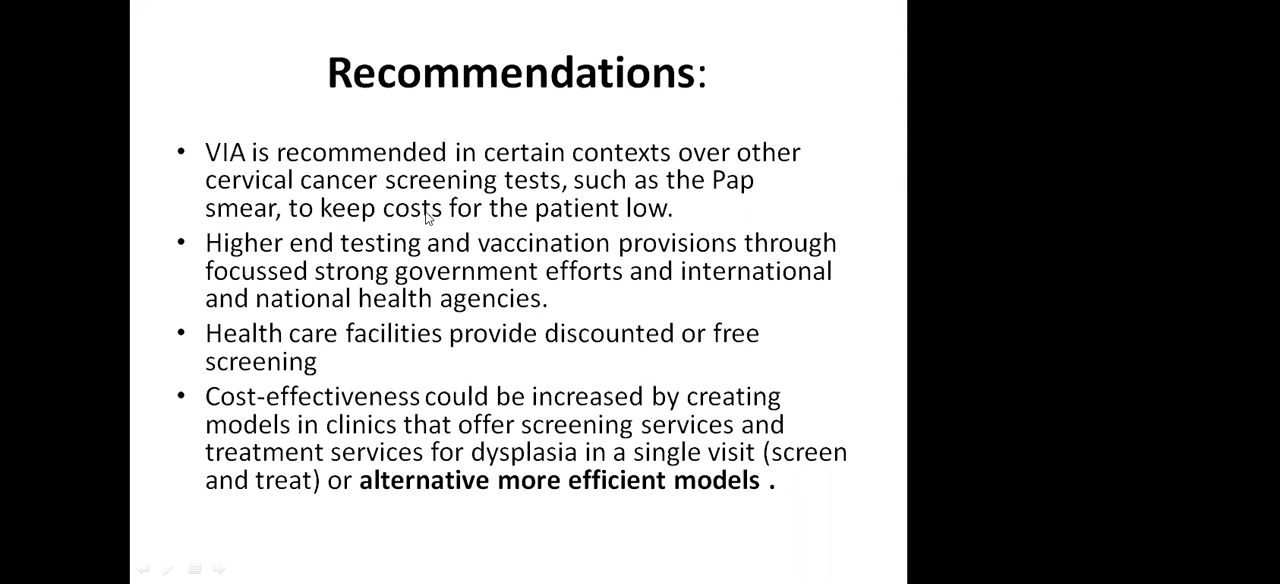 Recommendations:
• VIA is recommended in certain contexts over other
cervical cancer screening tests, such as the Pap
smear, to keep costs for the patient low.
• Higher end testing and vaccination provisions through
focussed strong government efforts and international
and national health agencies.
• Health care facilities provide discounted or free
screening
• Cost-effectiveness could be increased by creating
models in clinics that offer screening services and
treatment services for dysplasia in a single visit (screen
and treat) or alternative more efficient models .